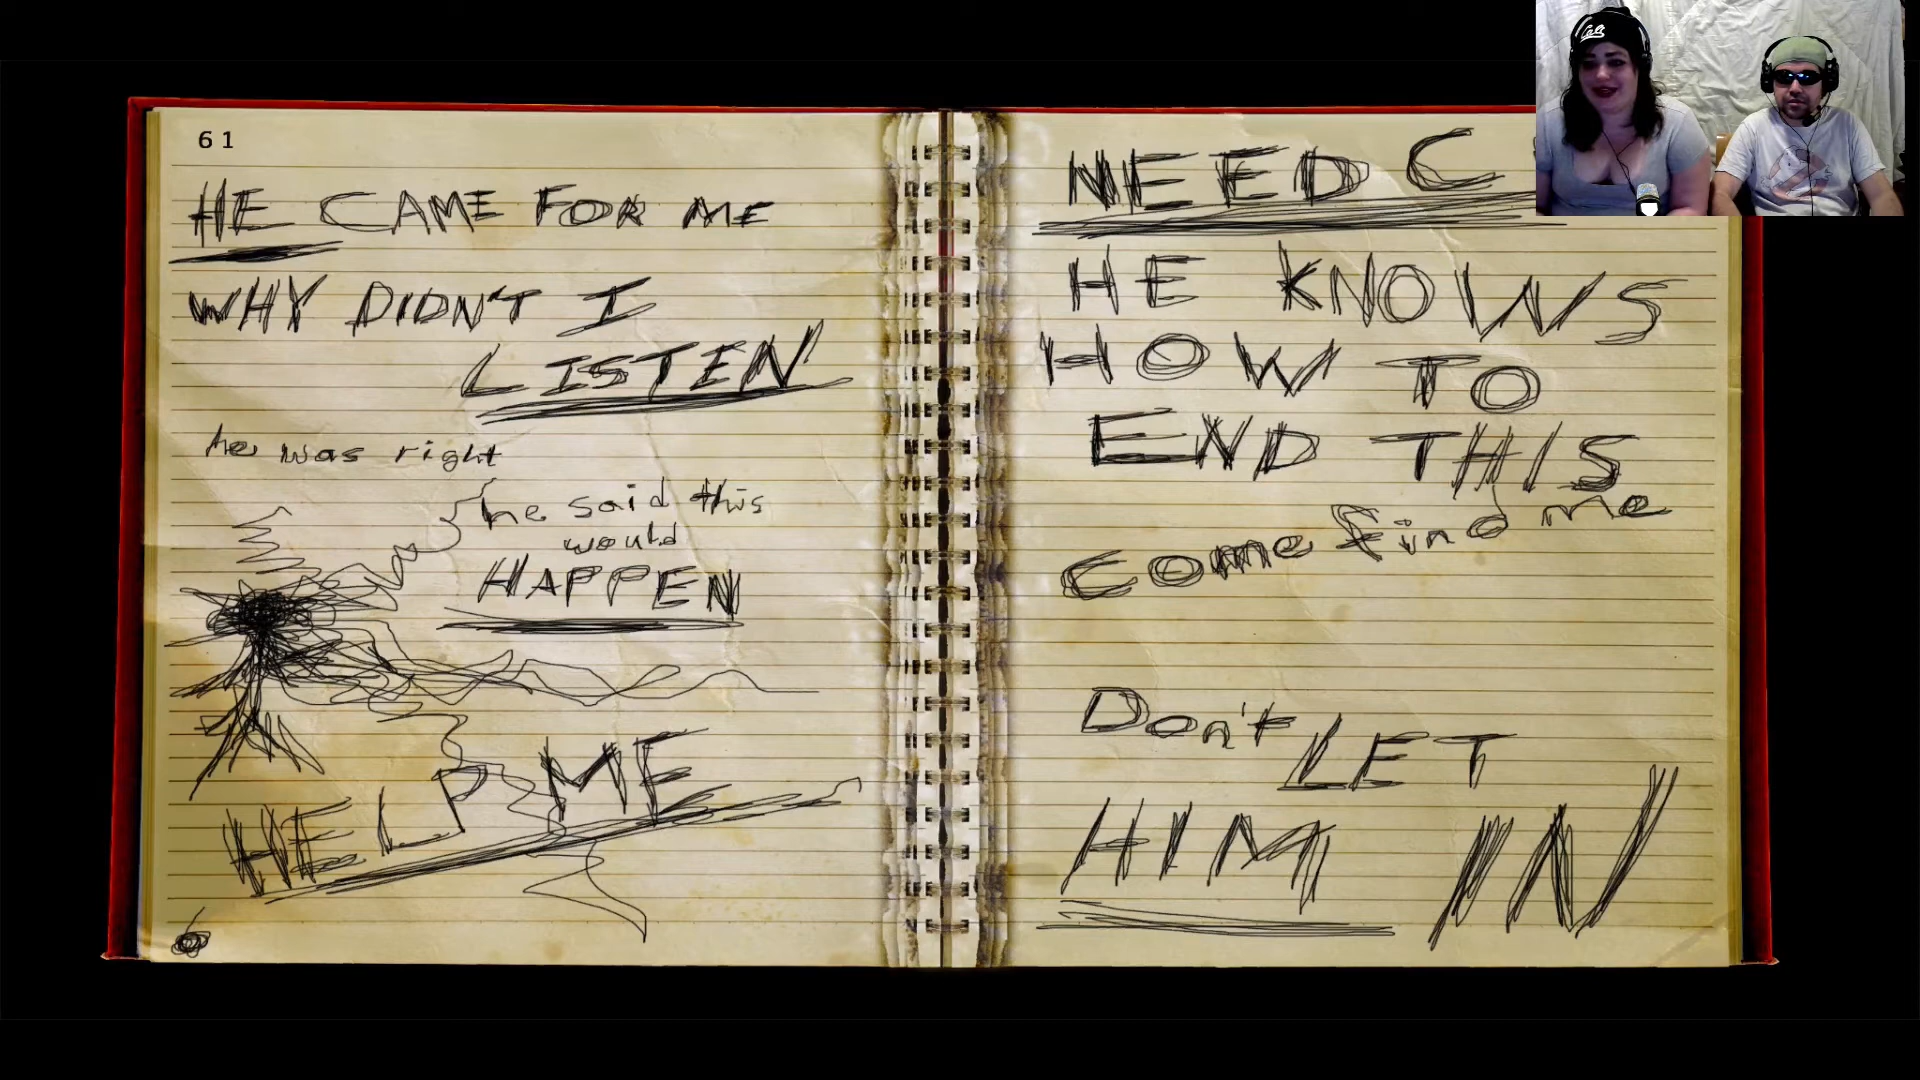 61
HE CAME FOR ME
WHY DIDN'T I
LISTEN
he was right
he said this
would
HAPPEN
HELP ME
NEED C
HE KNOWS
HOW TO
END THIS
come find me
Don't LET
HIM IN
Cal